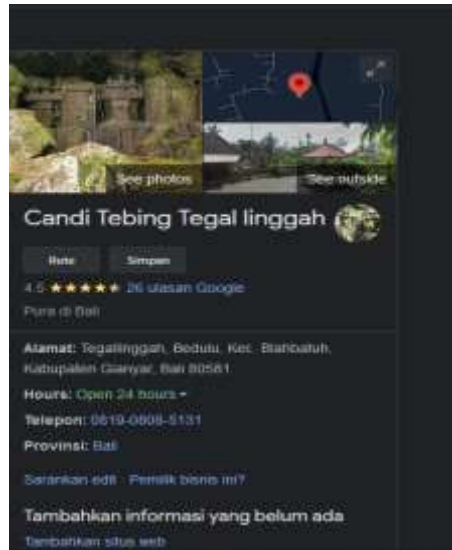 See photos
See outside
Candi Tebing Tegal linggah
Rute
Simpan
4.5 ★★★★★ 26 ulasan Google
Pura di Bali
Alamat: Tegallinggah, Bedulu, Kec. Blahbatuh,
Kabupaten Gianyar, Bali 80581
Hours: Open 24 hours
Telepon: 0819-0808-5131
Provinsi: Bali
Sarankan edit · Pemilik bisnis ini?
Tambahkan informasi yang belum ada
Tambahkan situs web